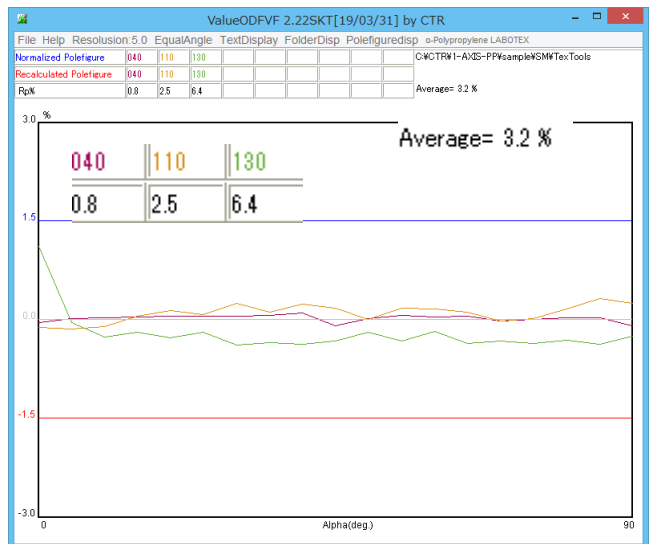 ValueODFVF 2.22SKT[19/03/31] by CTR
File Help Resolusion:5.0 EqualAngle TextDisplay FolderDisp Polefiguredisp α-Polypropylene LABOTEX
Normalized Polefigure 040 110 130 C:¥CTR¥1-AXIS-PP¥sample¥SM¥TexTools
Recalculated Polefigure 040 110 130
Rp% 0.8 2.5 6.4 Average= 3.2 %
3.0 %
Average= 3.2 %
040 110 130
0.8 2.5 6.4
1.5
0.0
-1.5
-3.0
0 Alpha(deg.) 90